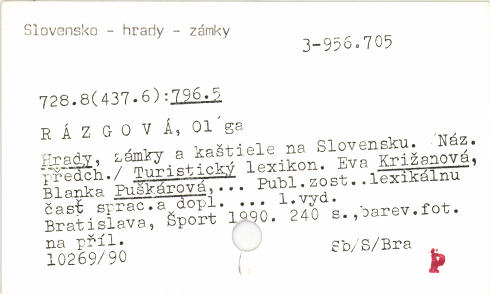 Slovensko - hrady - zámky
3-956.705
728.8(437.6):796.5
R Á Z G O V Á, Ol´ga
Hrady, zámky a kaštiele na Slovensku. Náz.
předch./ Turistický lexikon. Eva Križanová,
Blanka Puškárová,... Publ.zost..lexikálnu
časť sprac.a dopl. ... 1.vyd.
Bratislava, Šport 1990. 240 s.,barev.fot.
na příl.
10269/90
Sb/S/Bra
p